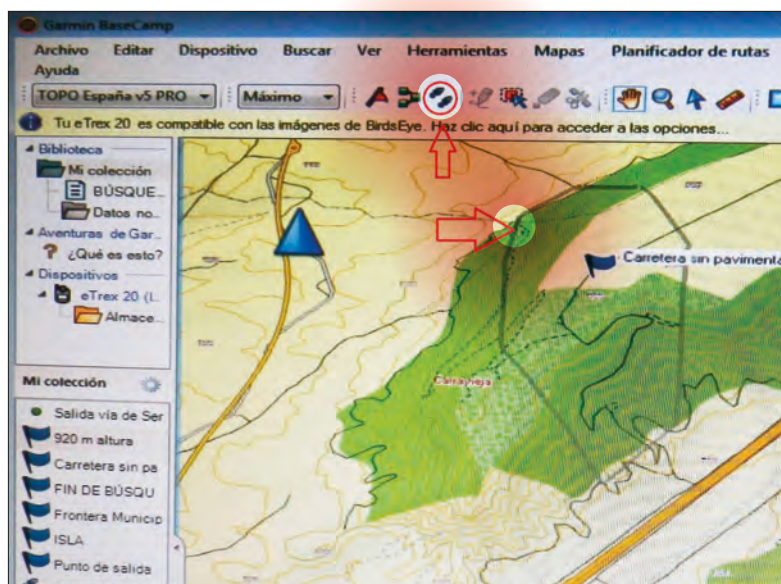 Garmin BaseCamp
Archivo Editar Dispositivo Buscar Ver Herramientas Mapas Planificador de rutas
Ayuda
TOPO España v5 PRO Máximo
Tu eTrex 20 es compatible con las imágenes de BirdsEye. Haz clic aquí para acceder a las opciones...
Biblioteca
Mi colección
BÚSQUE...
Datos no...
Aventuras de Gar...
¿Qué es esto?
Dispositivos
eTrex 20 (I...
Almace...
Carretera sin pavimenta
Mi colección
Salida vía de Ser
920 m altura
Carretera sin pa
FIN DE BÚSQU
Frontera Municip
ISLA
Punto de salida